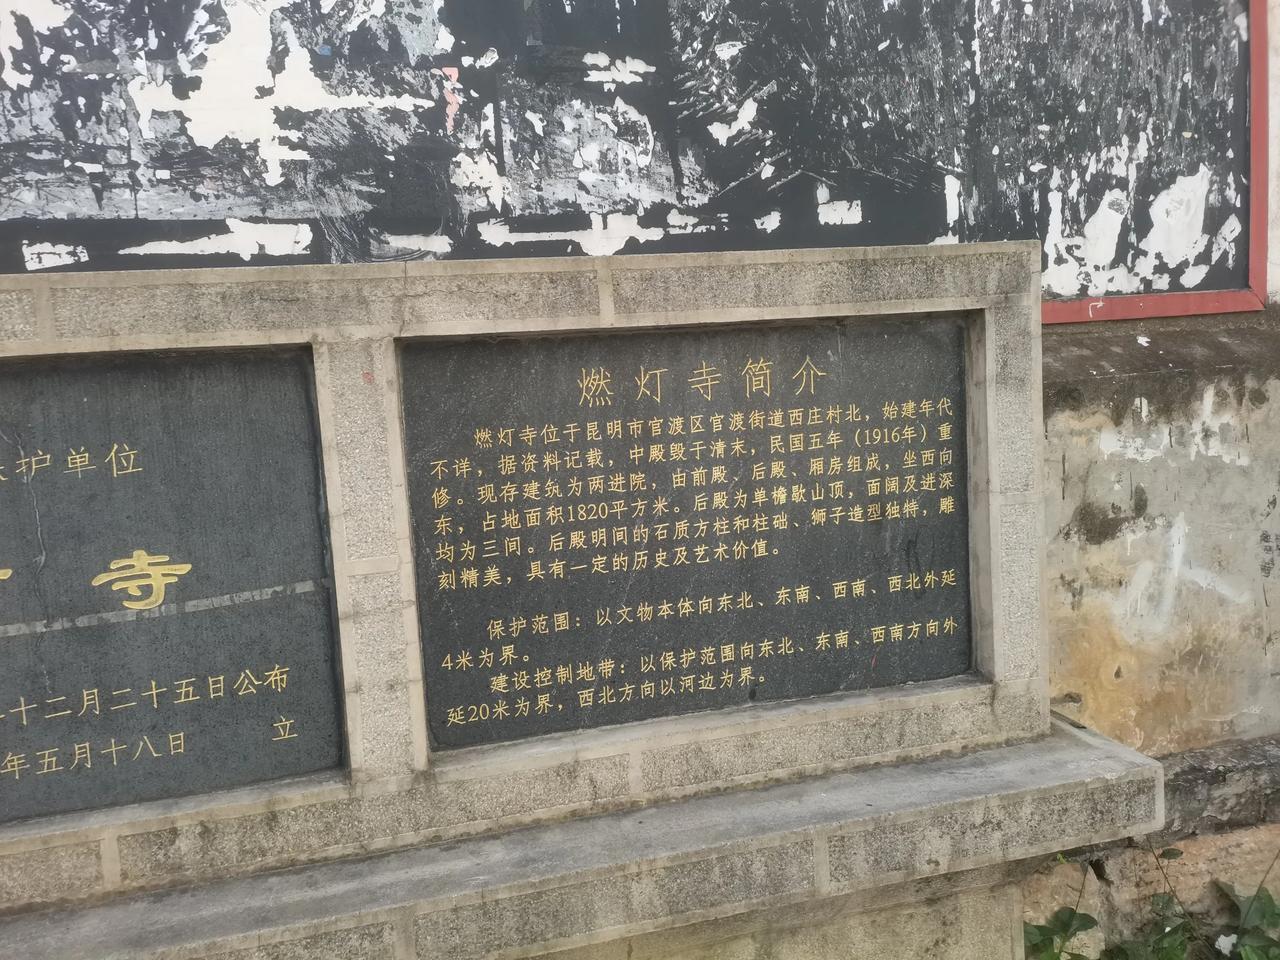 护单位
寺
十二月二十五日公布
年五月十八日 立
燃灯寺简介
燃灯寺位于昆明市官渡区官渡街道西庄村北，始建年代
不详，据资料记载，中殿毁于清末，民国五年（1916年）重
修。现存建筑为两进院，由前殿、后殿、厢房组成，坐西向
东，占地面积1820平方米。后殿为单檐歇山顶，面阔及进深
均为三间。后殿明间的石质方柱和柱础、狮子造型独特，雕
刻精美，具有一定的历史及艺术价值。
保护范围：以文物本体向东北、东南、西南、西北外延
4米为界。
建设控制地带：以保护范围向东北、东南、西南方向外
延20米为界，西北方向以河边为界。